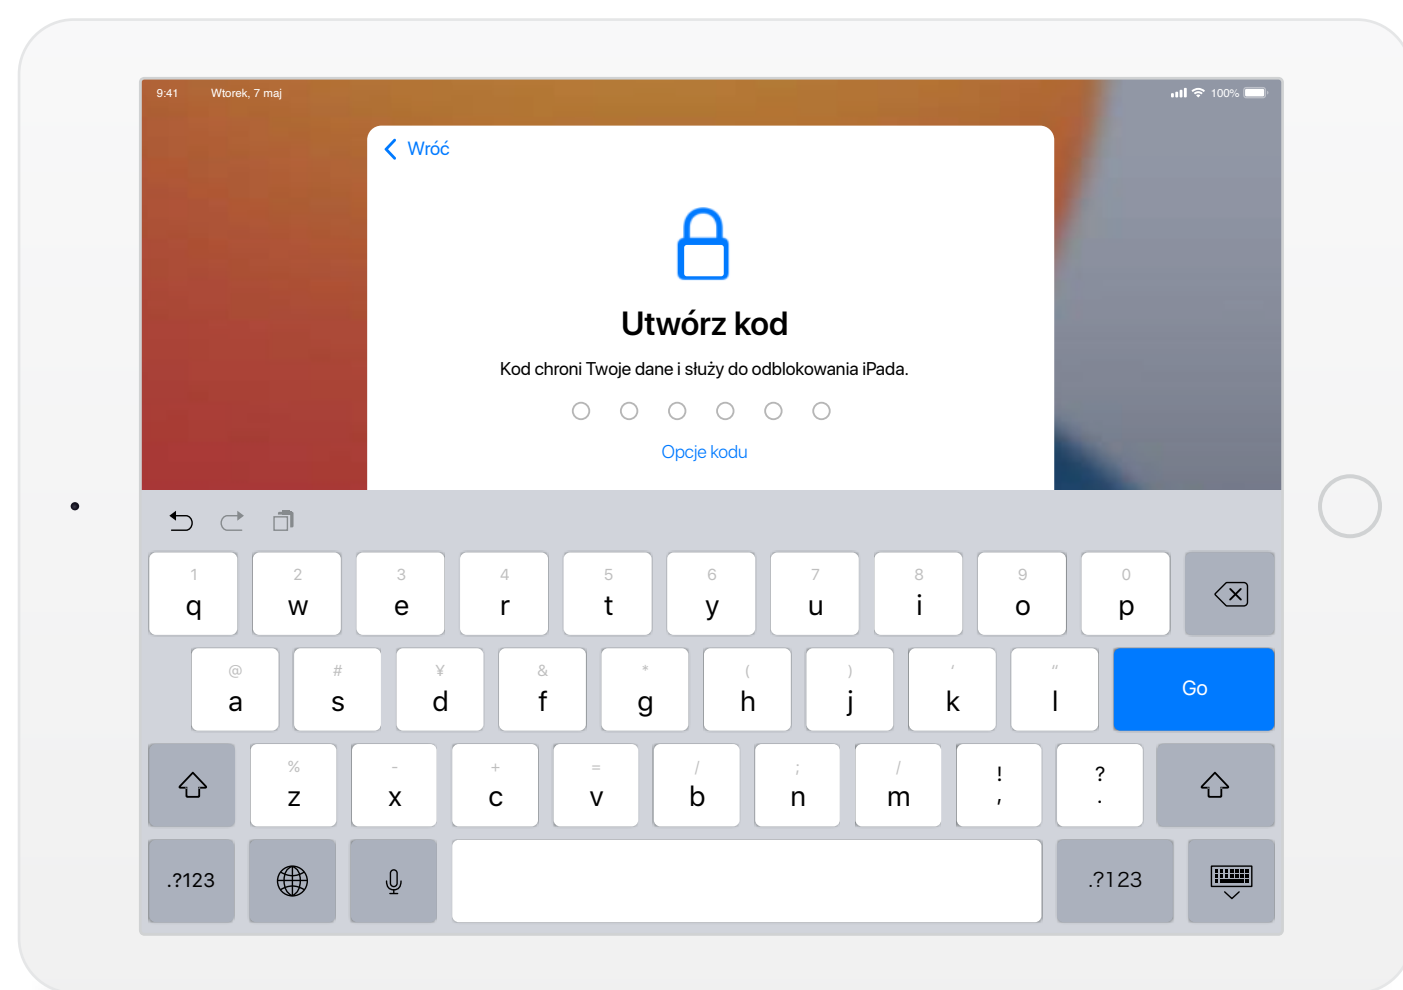 9:41 Wtorek, 7 maj 100%
Wróć
Utwórz kod
Kod chroni Twoje dane i służy do odblokowania iPada.
Opcje kodu
1 2 3 4 5 6 7 8 9 0
q w e r t y u i o p
@ # ¥ & * ( ) ‘ “
a s d f g h j k l Go
% - + = / ; / ! ?
z x c v b n m , .
.?123 .?123